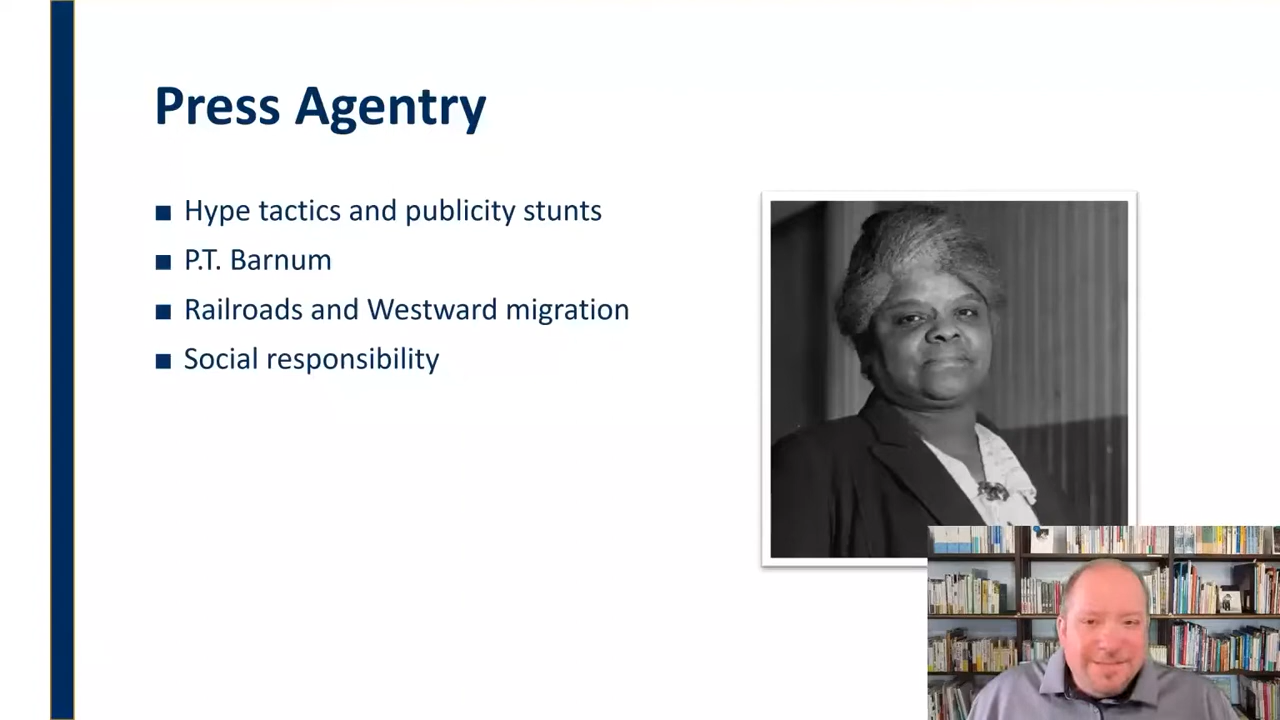 Press Agentry
■ Hype tactics and publicity stunts
■ P.T. Barnum
■ Railroads and Westward migration
■ Social responsibility